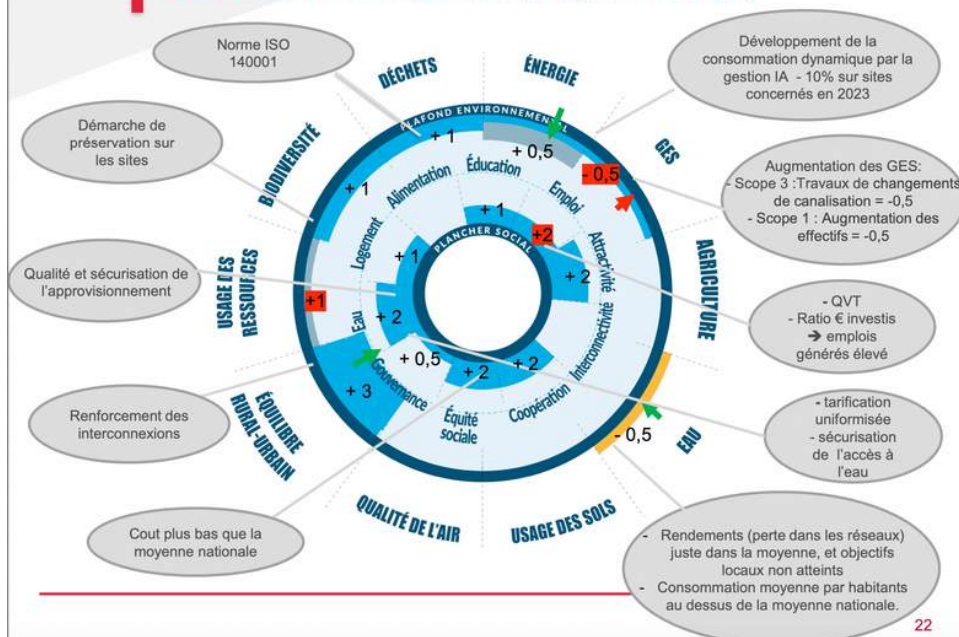 Norme ISO
140001
Démarche de
préservation sur
les sites
Qualité et sécurisation de
l'approvisionnement
Renforcement des
interconnexions
Cout plus bas que la
moyenne nationale
Développement de la
consommation dynamique par la
gestion IA - 10% sur sites
concernés en 2023
Augmentation des GES:
- Scope 3 :Travaux de changements
de canalisation = -0,5
- Scope 1 : Augmentation des
effectifs = -0,5
- QVT
- Ratio € investis
➔ emplois
générés élevé
- tarification
uniformisée
- sécurisation
de l'accès à
l'eau
- Rendements (perte dans les réseaux)
juste dans la moyenne, et objectifs
locaux non atteints
- Consommation moyenne par habitants
au dessus de la moyenne nationale.
DÉCHETS
ÉNERGIE
GES
AGRICULTURE
EAU
USAGE DES SOLS
QUALITÉ DE L'AIR
ÉQUILIBRE
RURAL-URBAIN
USAGE DES
RESSOURCES
BIODIVERSITÉ
PLAFOND ENVIRONNEMENTAL
+ 1
+ 0,5
- 0,5
- 0,5
+ 3
+1
+ 1
Alimentation
Éducation
Emploi
Attractivité
Interconnectivité
Coopération
Équité
sociale
Gouvernance
Eau
Logement
+ 1
+2
+ 2
+ 2
+ 2
+ 0,5
+ 2
+ 1
PLANCHER SOCIAL
22